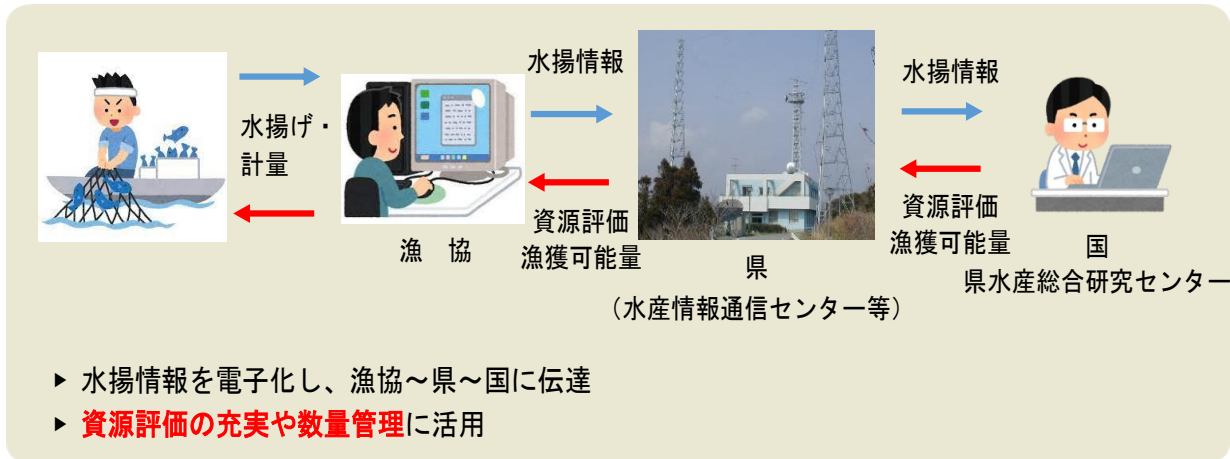 水揚げ・
計量
漁 協
水揚情報
資源評価
漁獲可能量
県
（水産情報通信センター等）
水揚情報
資源評価
漁獲可能量
国
県水産総合研究センター
▶ 水揚情報を電子化し、漁協～県～国に伝達
▶ 資源評価の充実や数量管理に活用